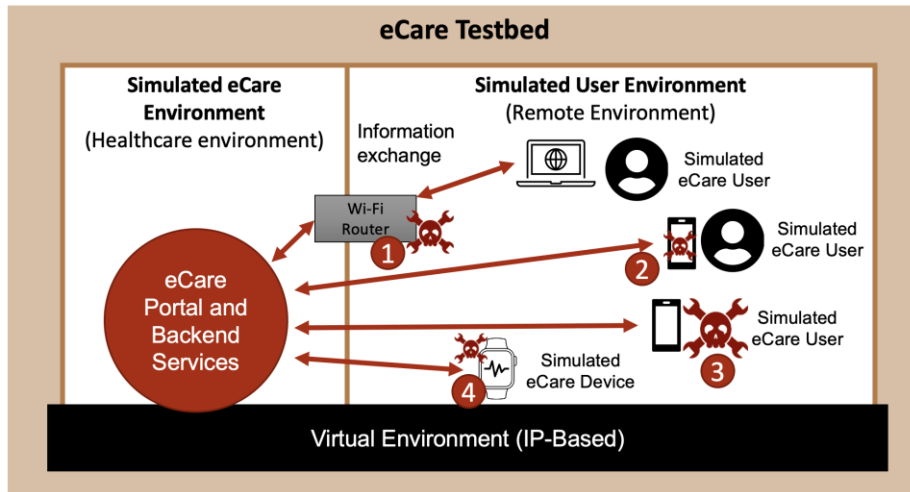 eCare Testbed
Simulated eCare
Environment
(Healthcare environment)
Simulated User Environment
(Remote Environment)
Information
exchange
Simulated
eCare User
Wi-Fi
Router
1
Simulated
eCare User
2
eCare
Portal and
Backend
Services
Simulated
eCare User
3
Simulated
eCare Device
4
Virtual Environment (IP-Based)